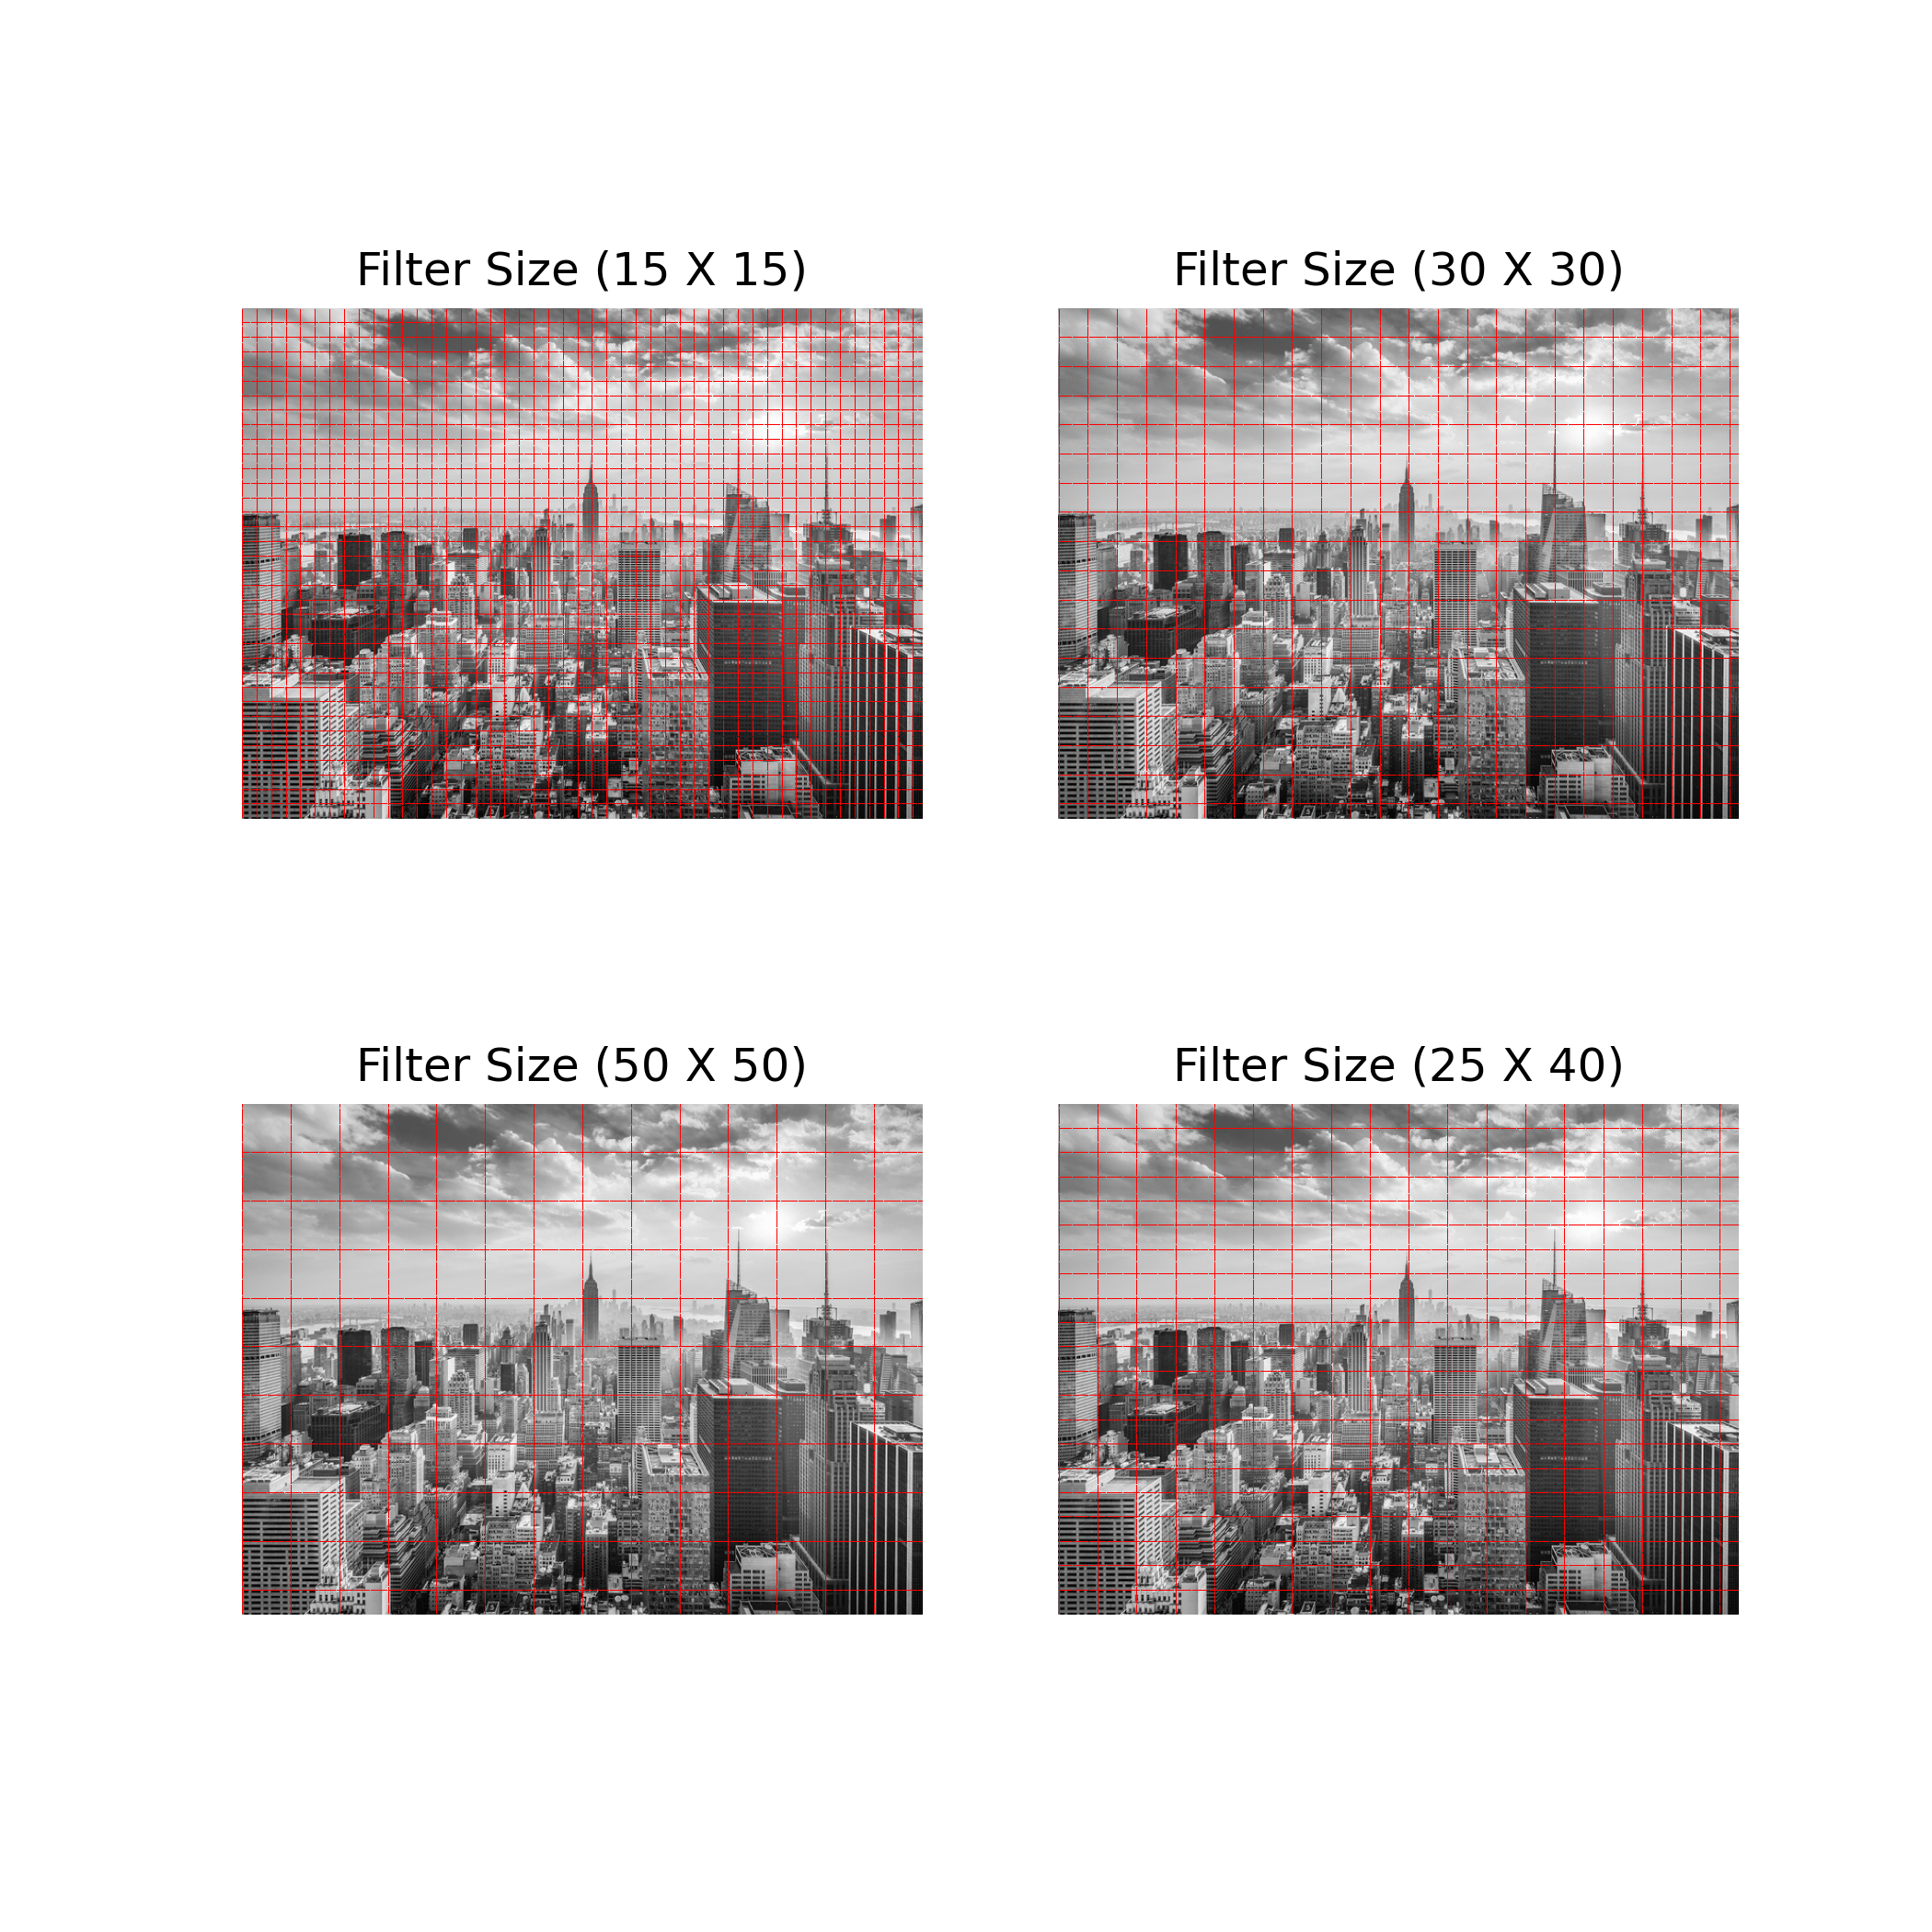 Filter Size (15 X 15)
Filter Size (30 X 30)
Filter Size (50 X 50)
Filter Size (25 X 40)